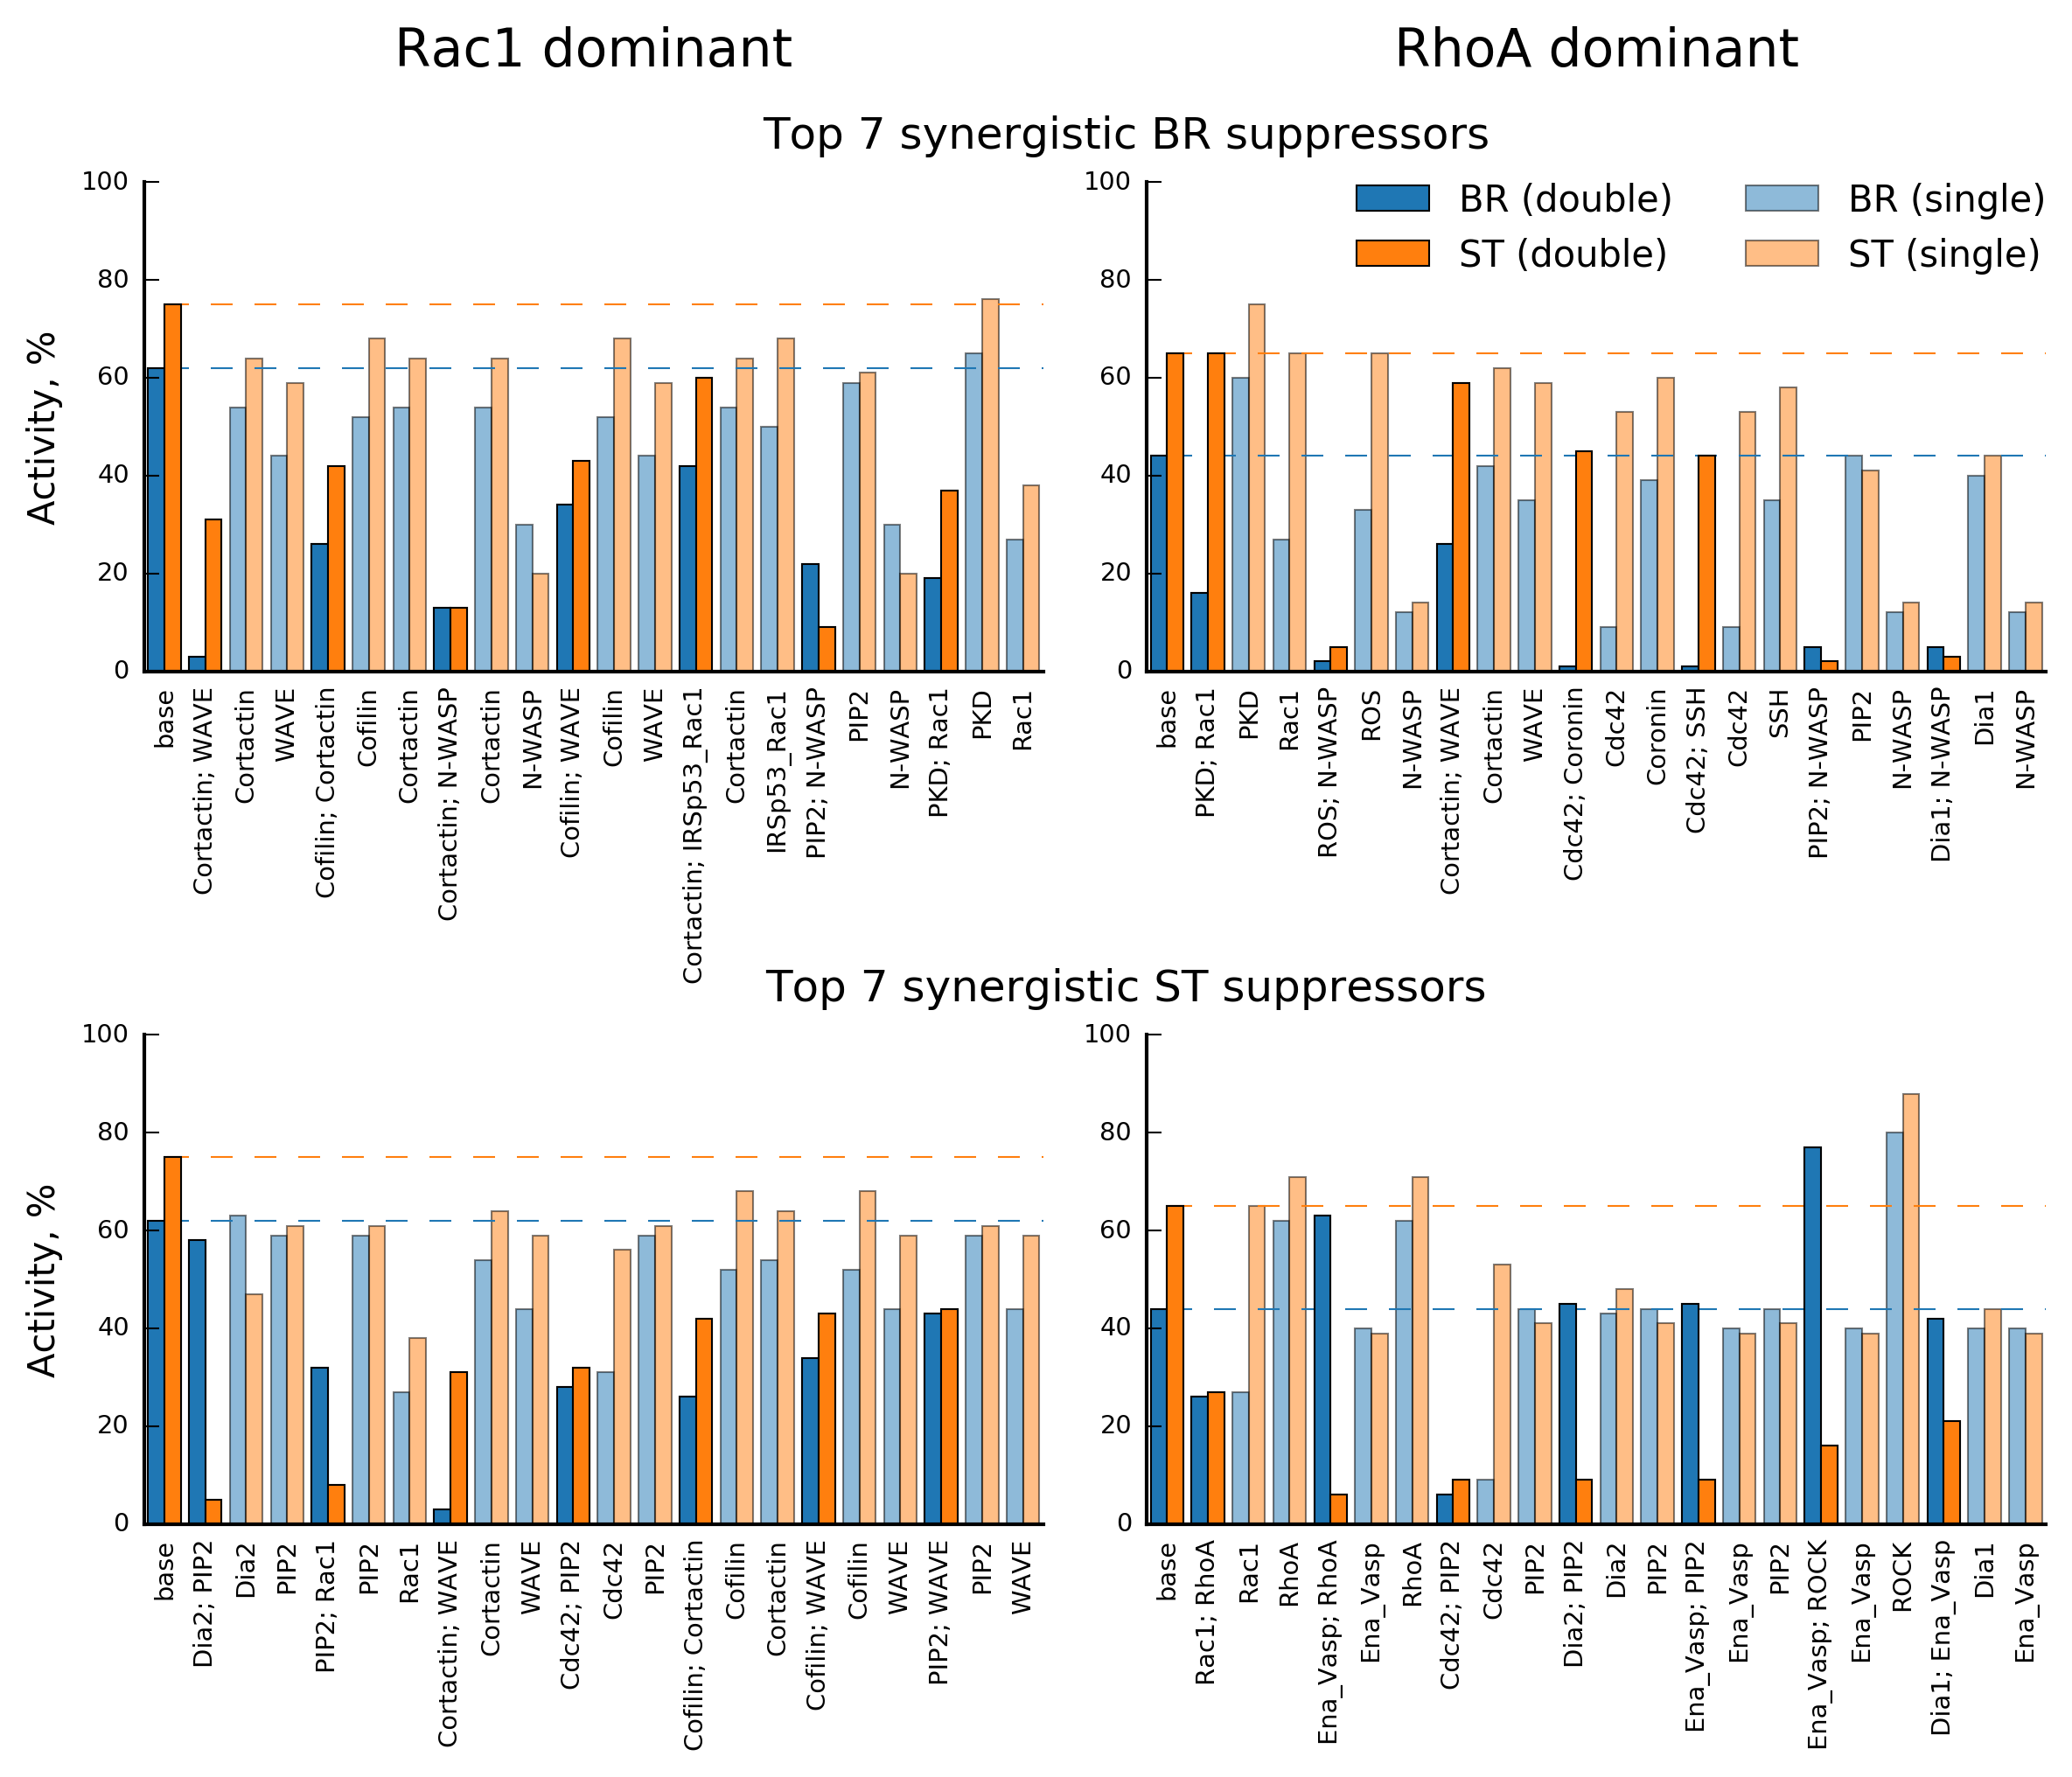 Rac1 dominant
RhoA dominant
Top 7 synergistic BR suppressors
Activity, %
100
80
60
40
20
0
base
Cortactin; WAVE
Cortactin
WAVE
Cofilin; Cortactin
Cofilin
Cortactin
Cortactin; N-WASP
Cortactin
N-WASP
Cofilin; WAVE
Cofilin
WAVE
Cortactin; IRSp53_Rac1
Cortactin
IRSp53_Rac1
PIP2; N-WASP
PIP2
N-WASP
PKD; Rac1
PKD
Rac1
100
80
60
40
20
0
BR (double)
ST (double)
BR (single)
ST (single)
base
PKD; Rac1
PKD
Rac1
ROS; N-WASP
ROS
N-WASP
Cortactin; WAVE
Cortactin
WAVE
Cdc42; Coronin
Cdc42
Coronin
Cdc42; SSH
Cdc42
SSH
PIP2; N-WASP
PIP2
N-WASP
Dia1; N-WASP
Dia1
N-WASP
Top 7 synergistic ST suppressors
Activity, %
100
80
60
40
20
0
base
Dia2; PIP2
Dia2
PIP2
PIP2; Rac1
PIP2
Rac1
Cortactin; WAVE
Cortactin
WAVE
Cdc42; PIP2
Cdc42
PIP2
Cofilin; Cortactin
Cofilin
Cortactin
Cofilin; WAVE
Cofilin
WAVE
PIP2; WAVE
PIP2
WAVE
100
80
60
40
20
0
base
Rac1; RhoA
Rac1
RhoA
Ena_Vasp; RhoA
Ena_Vasp
RhoA
Cdc42; PIP2
Cdc42
PIP2
Dia2; PIP2
Dia2
PIP2
Ena_Vasp; PIP2
Ena_Vasp
PIP2
Ena_Vasp; ROCK
Ena_Vasp
ROCK
Dia1; Ena_Vasp
Dia1
Ena_Vasp